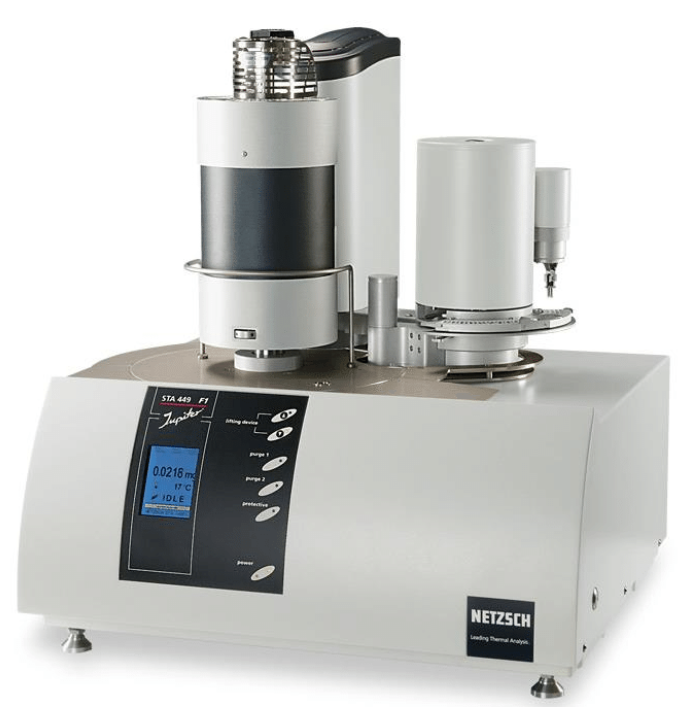 STA 449 F1
Jupiter
lifting device
purge 1
0.0216 mg
purge 2
17 °C
IDLE
protective
power
NETZSCH
Leading Thermal Analysis.